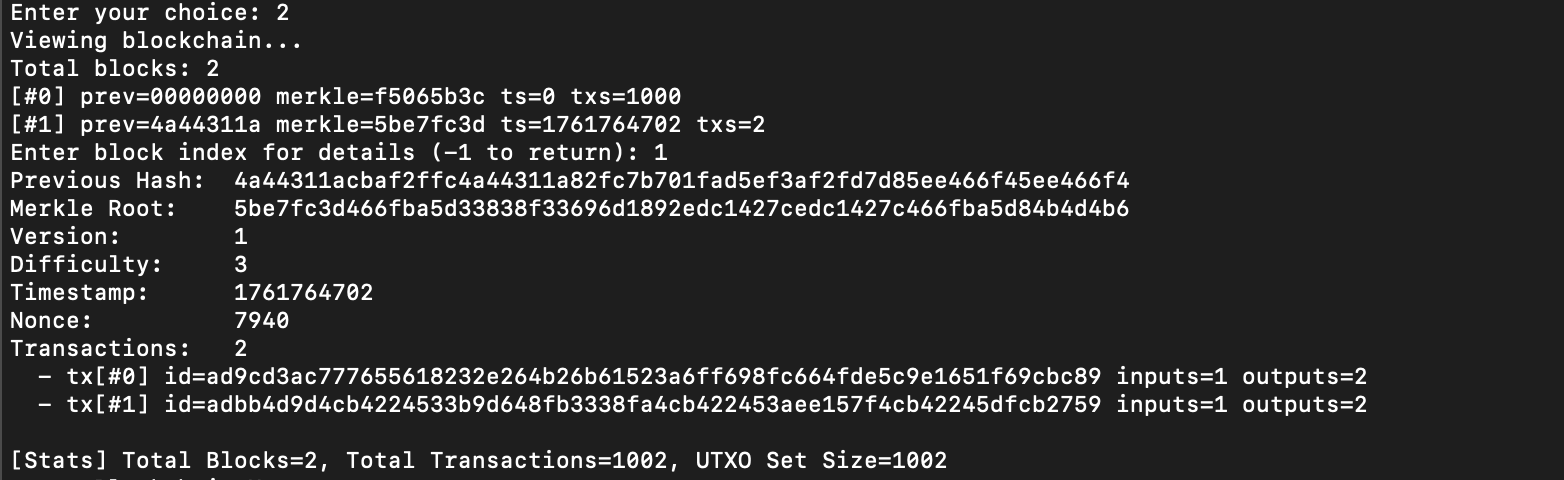 Enter your choice: 2
Viewing blockchain...
Total blocks: 2
[#0] prev=00000000 merkle=f5065b3c ts=0 txs=1000
[#1] prev=4a44311a merkle=5be7fc3d ts=1761764702 txs=2
Enter block index for details (-1 to return): 1
Previous Hash:  4a44311acbaf2ffc4a44311a82fc7b701fad5ef3af2fd7d85ee466f45ee466f4
Merkle Root:    5be7fc3d466fba5d33838f33696d1892edc1427cedc1427c466fba5d84b4d4b6
Version:        1
Difficulty:     3
Timestamp:      1761764702
Nonce:          7940
Transactions:   2
  - tx[#0] id=ad9cd3ac777655618232e264b26b61523a6ff698fc664fde5c9e1651f69cbc89 inputs=1 outputs=2
  - tx[#1] id=adbb4d9d4cb4224533b9d648fb3338fa4cb422453aee157f4cb42245dfcb2759 inputs=1 outputs=2
[Stats] Total Blocks=2, Total Transactions=1002, UTXO Set Size=1002